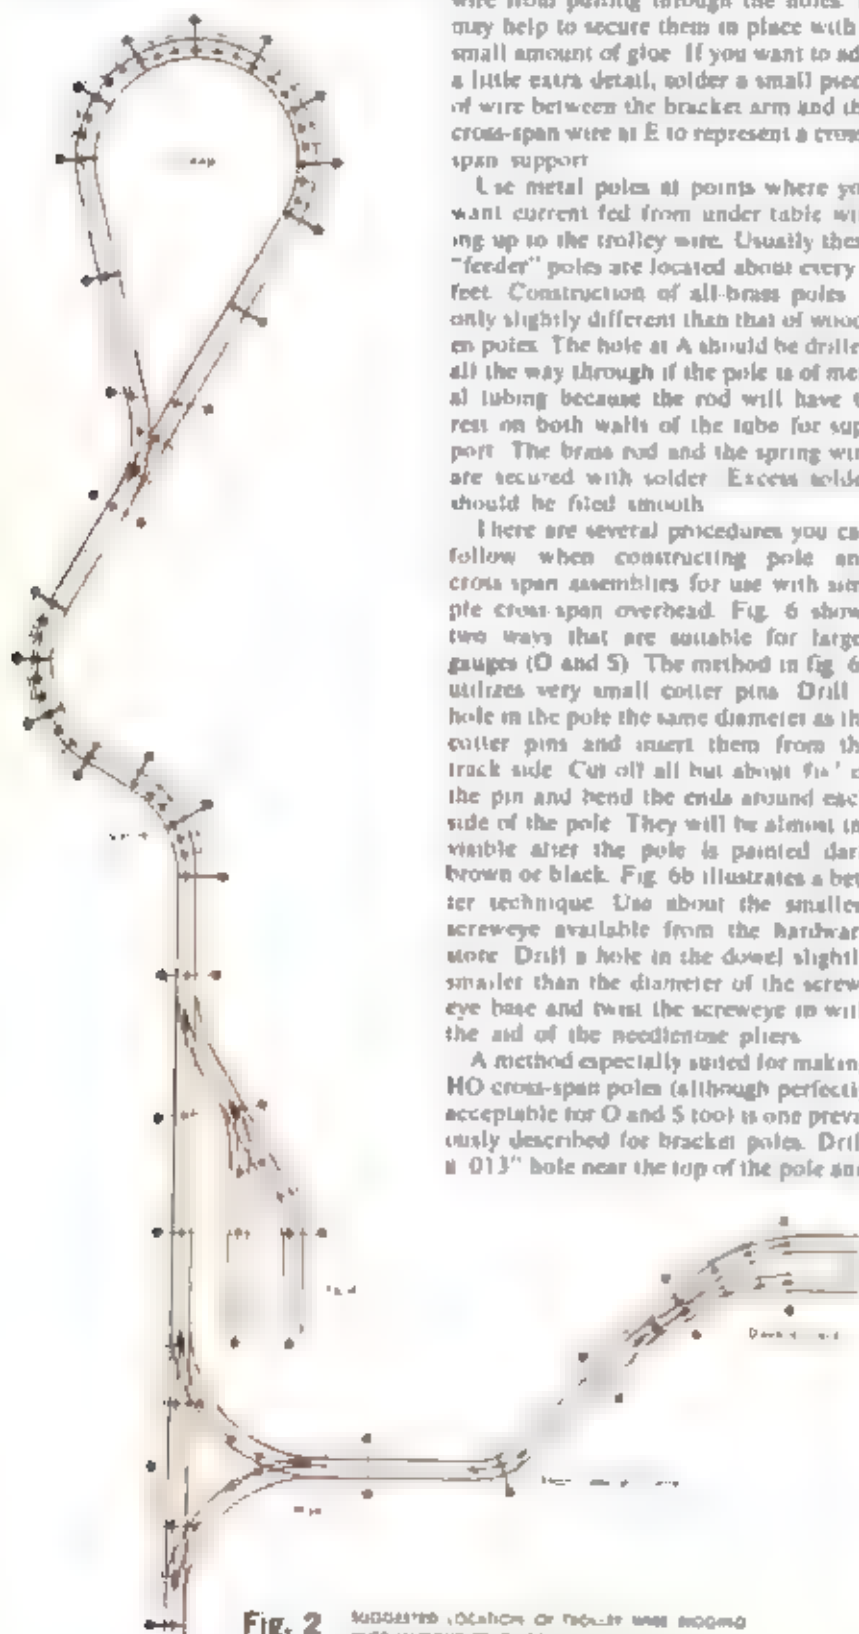 wire from pulling through the holes.
may help to secure them in place with
small amount of glue. If you want to ad
a little extra detail, solder a small piec
of wire between the bracket arm and th
cross-span wire at E to represent a cross
span support
Use metal poles at points where yo
want current fed from under table wir
ing up to the trolley wire. Usually thes
"feeder" poles are located about every
feet. Construction of all-brass poles
only slightly different than that of wood
en poles. The hole at A should be drille
all the way through if the pole is of met
al tubing because the rod will have t
rest on both walls of the tube for sup
port. The brass rod and the spring wir
are secured with solder. Excess solde
should be filed smooth
There are several procedures you ca
follow when constructing pole an
cross span assemblies for use with sim
ple cross-span overhead. Fig. 6 show
two ways that are suitable for large
gauges (O and S). The method in fig. 6
utilizes very small cotter pins. Drill
hole in the pole the same diameter as th
cotter pins and insert them from th
track side. Cut off all but about
the pin and bend the ends around eac
side of the pole. They will be almost in
visible after the pole is painted dar
brown or black. Fig. 6b illustrates a bet
ter technique. Use about the smalles
screweye available from the hardwar
store. Drill a hole in the dowel slightl
smaller than the diameter of the screw
eye base and twist the screweye in wit
the aid of the needlenose pliers
A method especially suited for makin
HO cross-span poles (although perfectl
acceptable for O and S too) is one previ
ously described for bracket poles. Dril
a .013" hole near the top of the pole and
Loop
Wye
Fig. 2 SUGGESTED LOCATION OF TROLLEY WIRE RIGGING